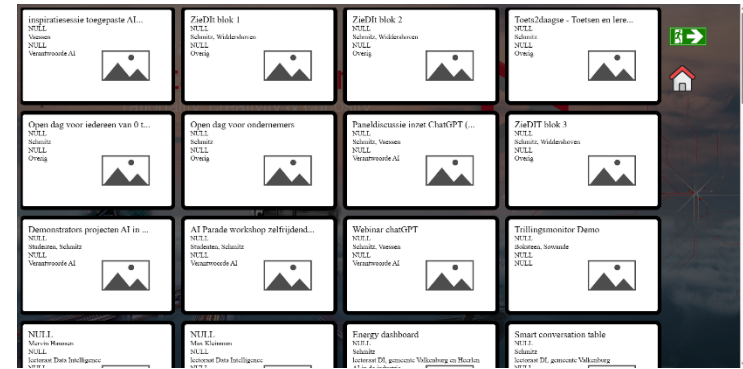 inspiratiesessie toegepaste AI...
NULL
Vaessen
NULL
Verantwoorde AI
ZieDIt blok 1
NULL
Schmitz, Widdershoven
NULL
Overig
ZieDIt blok 2
NULL
Schmitz, Widdershoven
NULL
Overig
Toets2daagse - Toetsen en lere...
NULL
Schmitz
NULL
Overig
Open dag voor iedereen van 0 t...
NULL
Schmitz
NULL
Overig
Open dag voor ondernemers
NULL
Schmitz
NULL
Overig
Paneldiscussie inzet ChatGPT (...
NULL
Schmitz, Vaessen
NULL
Verantwoorde AI
ZieDIT blok 3
NULL
Schmitz, Widdershoven
NULL
Overig
Demonstrators projecten AI in ...
NULL
Studenten, Schmitz
NULL
Verantwoorde AI
AI Parade workshop zelfrijdend...
NULL
Studenten, Schmitz
NULL
Verantwoorde AI
Webinar chatGPT
NULL
Schmitz, Vaessen
NULL
Verantwoorde AI
Trillingsmonitor Demo
NULL
NULL
NULL
NULL
Marvin
NULL
lectoraat Data Intelligence
NULL
NULL
Max
NULL
lectoraat Data Intelligence
NULL
Energy dashboard
NULL
Schmitz
lectoraat DI, gemeente Valkenburg en Heerlen
AI in de industrie
Smart conversation table
NULL
Schmitz
lectoraat DI, gemeente Valkenburg
NULL